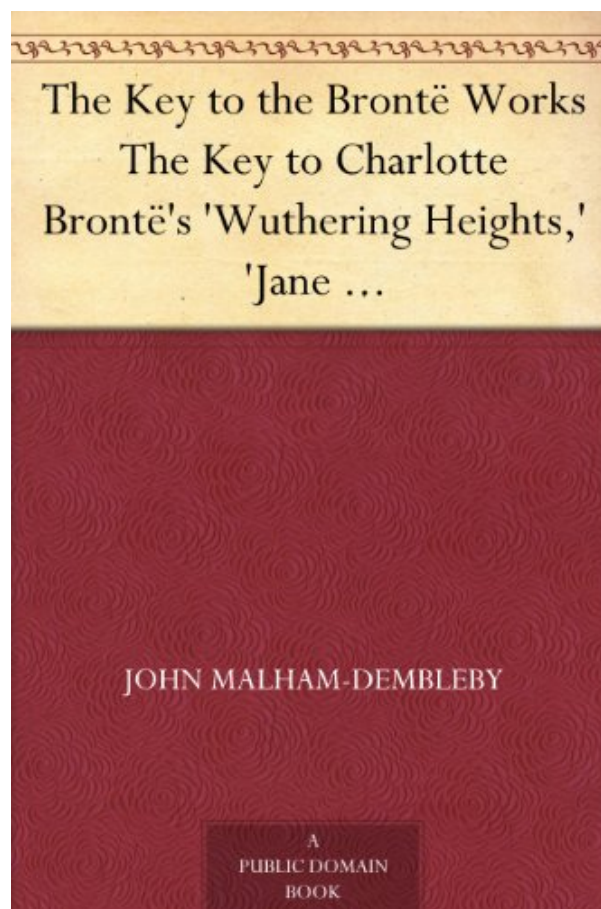 The Key to the Brontë Works
The Key to Charlotte
Brontë's 'Wuthering Heights,'
'Jane ...
JOHN MALHAM-DEMBLEBY
A
PUBLIC DOMAIN
BOOK